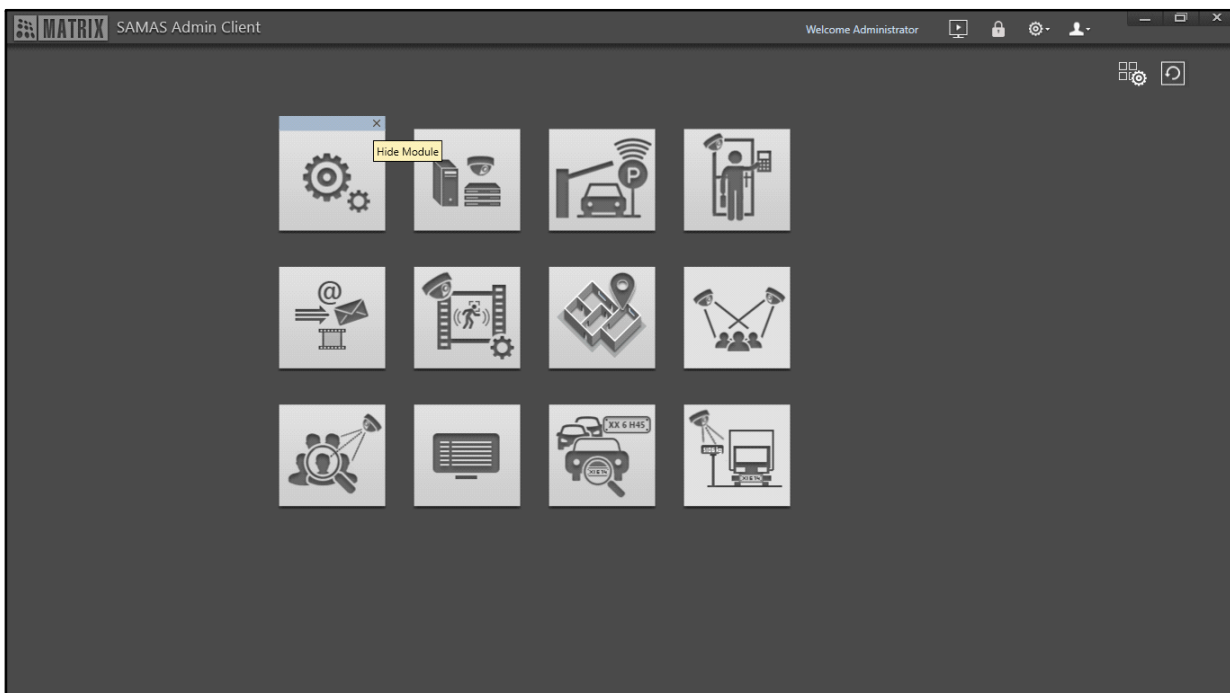 MATRIX SAMAS Admin Client
Welcome Administrator
Hide Module
P
@
XX 6 H45